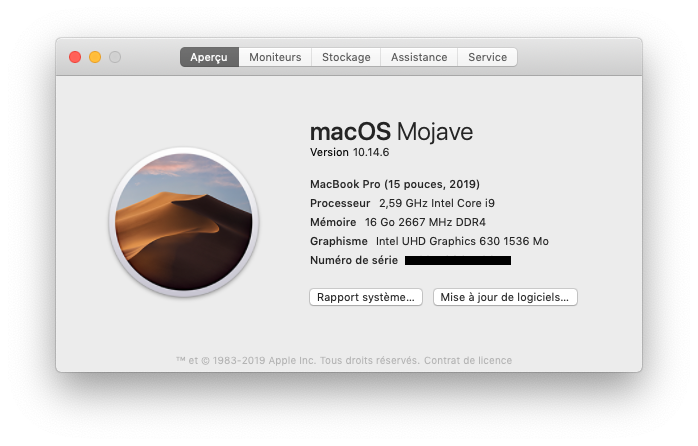 Aperçu Moniteurs Stockage Assistance Service
macOS Mojave
Version 10.14.6
MacBook Pro (15 pouces, 2019)
Processeur 2,59 GHz Intel Core i9
Mémoire 16 Go 2667 MHz DDR4
Graphisme Intel UHD Graphics 630 1536 Mo
Numéro de série
Rapport système... Mise à jour de logiciels...
™ et © 1983-2019 Apple Inc. Tous droits réservés. Contrat de licence